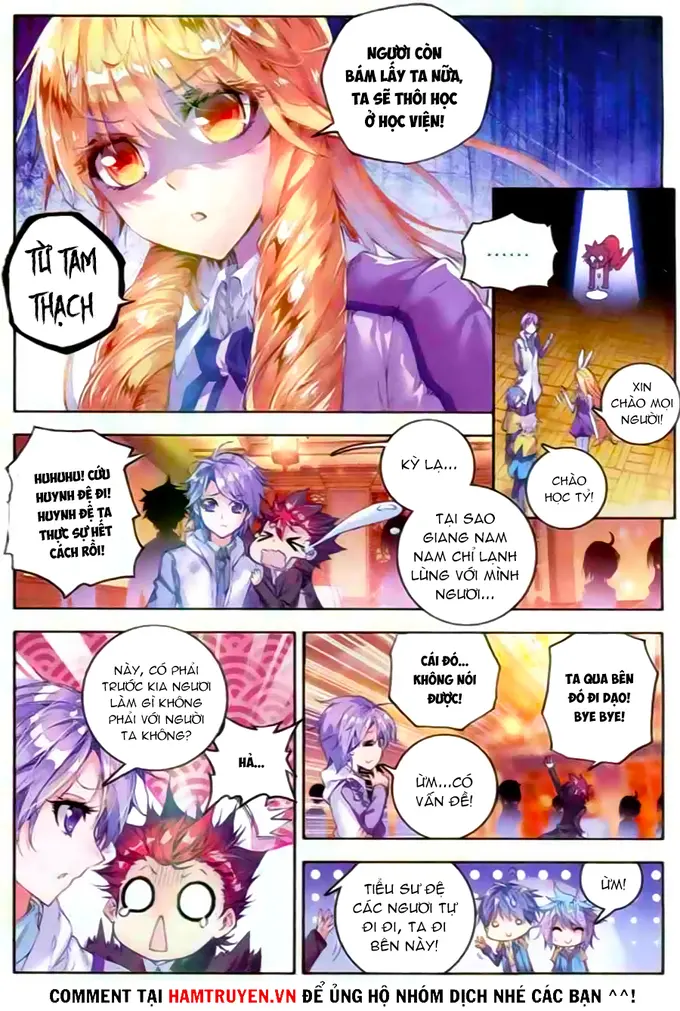 NGƯƠI CÒN
BÁM LẤY TA NỮA,
TA SẼ THÔI HỌC
Ở HỌC VIỆN!
TỪ TAM
THẠCH
......
XIN
CHÀO MỌI
NGƯỜI!
CHÀO
HỌC TỶ!
HUHUHU! CỨU
HUYNH ĐỆ ĐI!
HUYNH ĐỆ TA
THỰC SỰ HẾT
CÁCH RỒI!
KỲ LẠ...
TẠI SAO
GIANG NAM
NAM CHỈ LẠNH
LÙNG VỚI MÌNH
NGƯƠI...
NÀY, CÓ PHẢI
TRƯỚC KIA NGƯƠI
LÀM GÌ KHÔNG
PHẢI VỚI NGƯỜI
TA KHÔNG?
HẢ...
CÁI ĐÓ...
KHÔNG NÓI
ĐƯỢC!
TA QUA BÊN
ĐÓ ĐI DẠO!
BYE BYE!
ỪM...CÓ
VẤN ĐỀ!
TIỂU SƯ ĐỆ
CÁC NGƯƠI TỰ
ĐI ĐI, TA ĐI
BÊN NÀY!
ỪM!
COMMENT TẠI HAMTRUYEN.VN ĐỂ ỦNG HỘ NHÓM DỊCH NHÉ CÁC BẠN ^^!